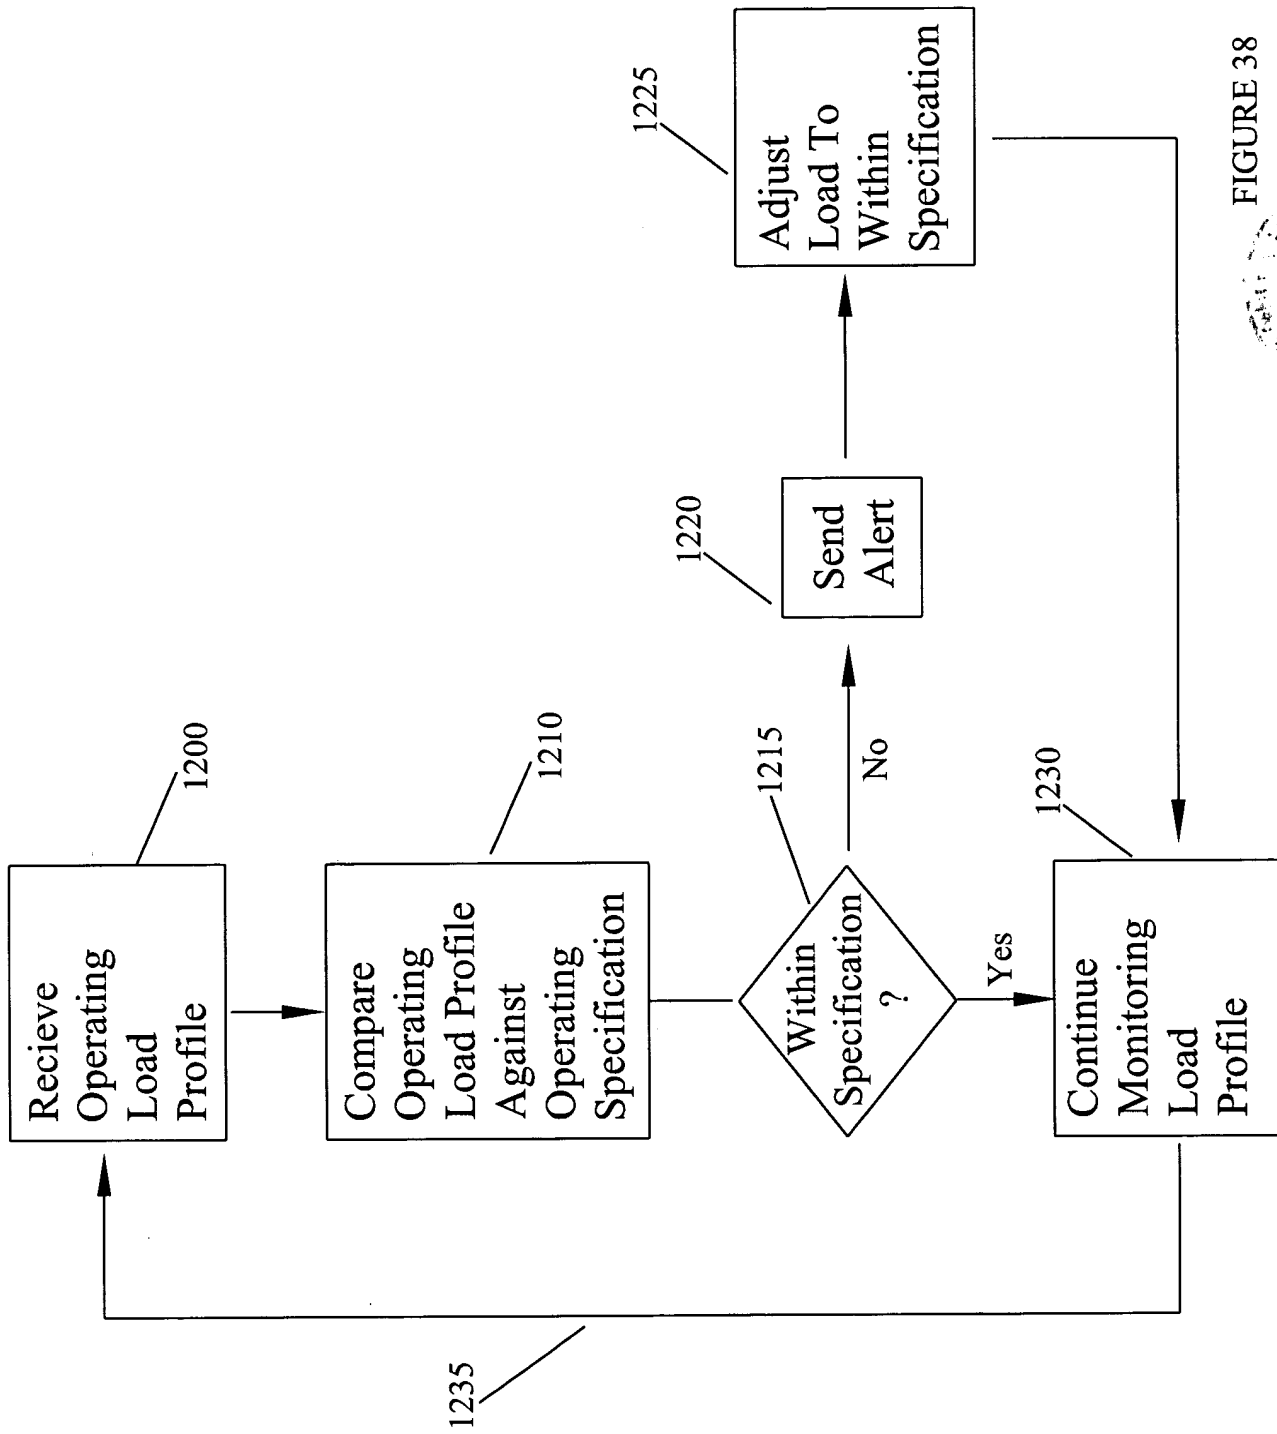 Recieve
Operating
Load
Profile
1200
Compare
Operating
Load Profile
Against
Operating
Specification
1210
Within
Specification
?
1215
No
Send
Alert
1220
Adjust
Load To
Within
Specification
1225
Yes
Continue
Monitoring
Load
Profile
1230
1235
FIGURE 38